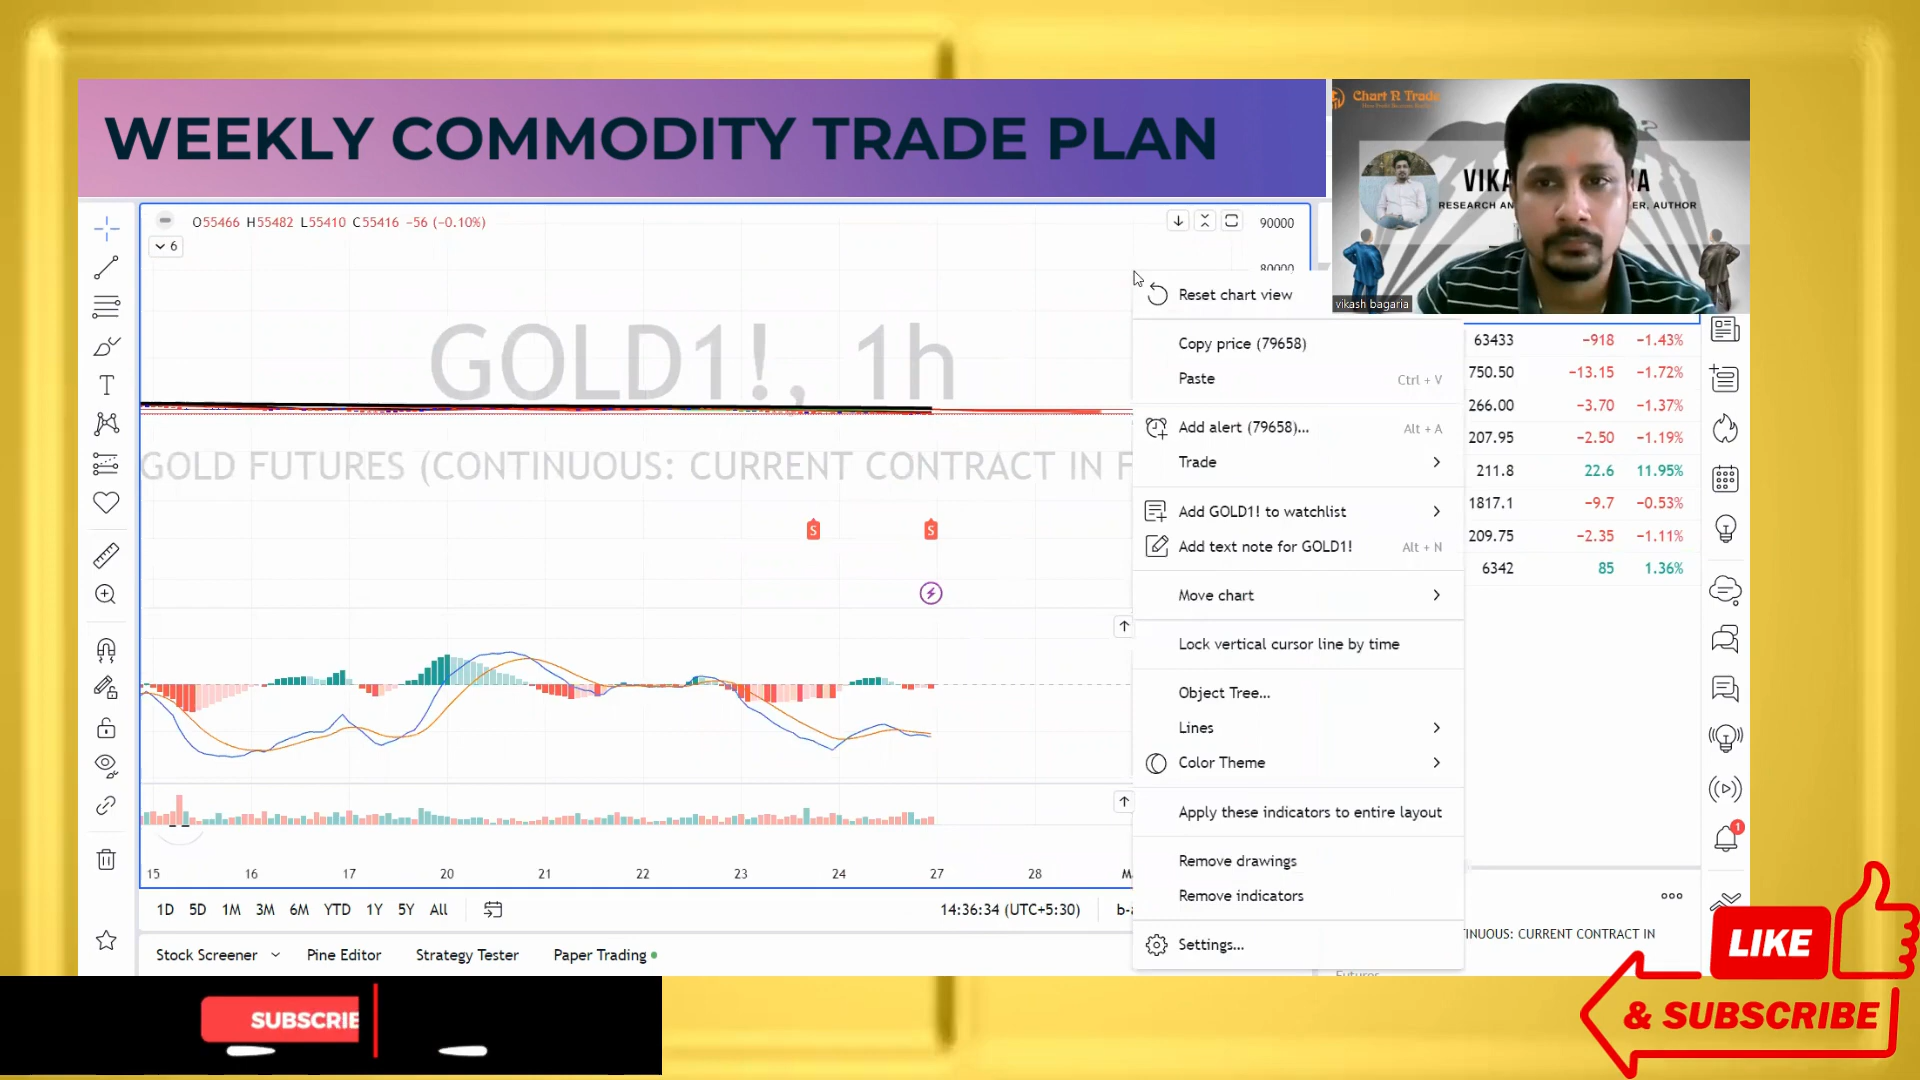 WEEKLY COMMODITY TRADE PLAN
Chart R Trade
VIKA
A
RESEARCH AN
ER, AUTHOR
vikash bagaria
O55466 H55482 L55410 C55416 −56 (−0.10%)
6
90000
80000
GOLD1!, 1h
GOLD FUTURES (CONTINUOUS: CURRENT CONTRACT IN F
S
S
Reset chart view
Copy price (79658)
Paste Ctrl + V
Add alert (79658)... Alt + A
Trade
Add GOLD1! to watchlist
Add text note for GOLD1! Alt + N
Move chart
Lock vertical cursor line by time
Object Tree...
Lines
Color Theme
Apply these indicators to entire layout
Remove drawings
Remove indicators
Settings...
63433 −918 −1.43%
750.50 −13.15 −1.72%
266.00 −3.70 −1.37%
207.95 −2.50 −1.19%
211.8 22.6 11.95%
1817.1 −9.7 −0.53%
209.75 −2.35 −1.11%
6342 85 1.36%
1
15 16 17 20 21 22 23 24 27 28
1D 5D 1M 3M 6M YTD 1Y 5Y All
14:36:34 (UTC+5:30)
INUOUS: CURRENT CONTRACT IN
Stock Screener Pine Editor Strategy Tester Paper Trading
LIKE
& SUBSCRIBE
SUBSCRIE